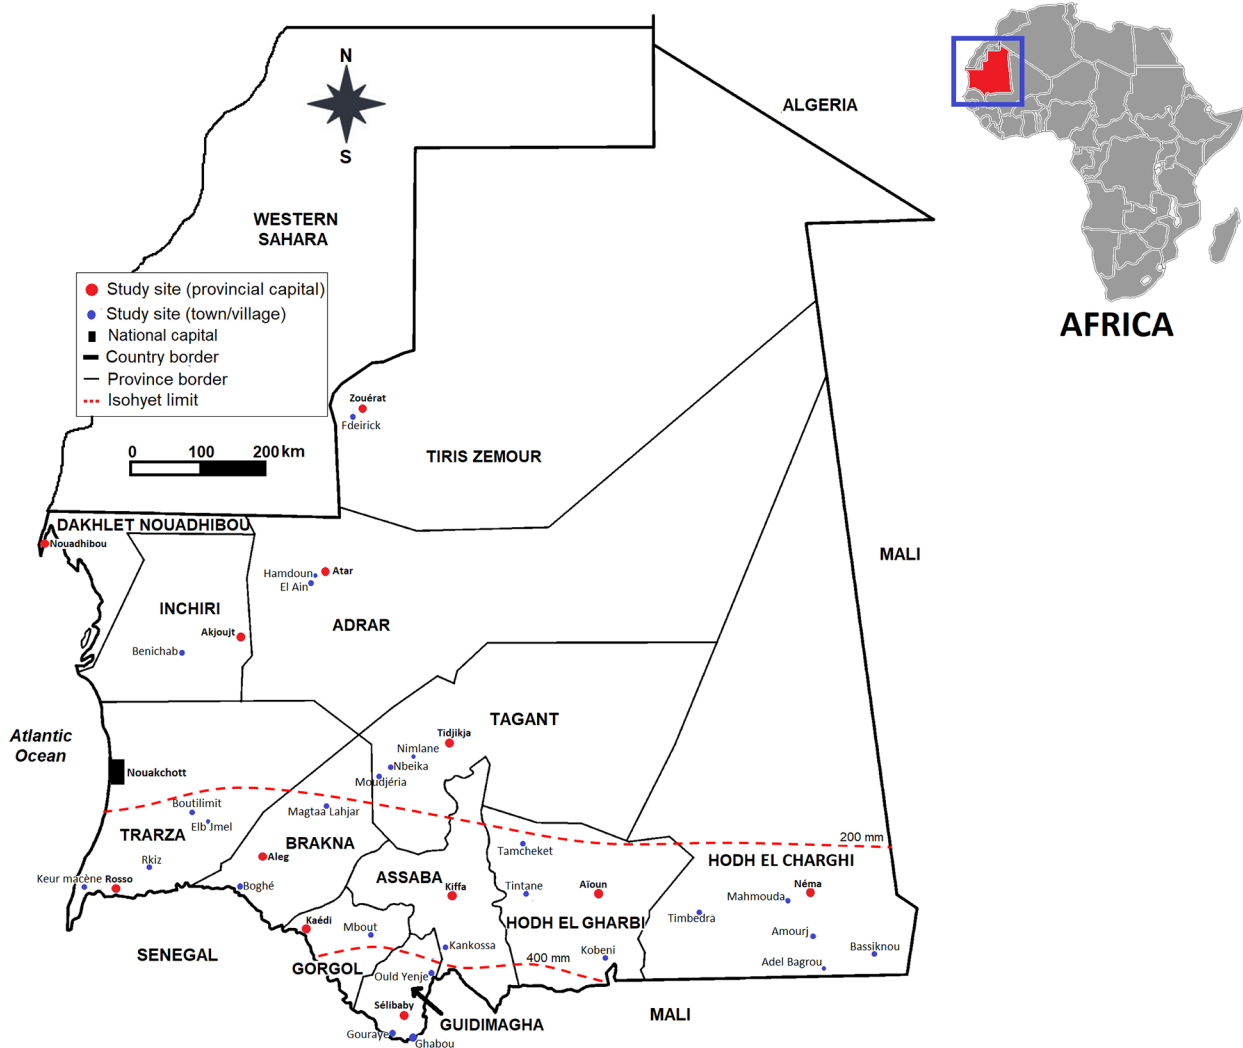 N
S
ALGERIA
AFRICA
WESTERN
SAHARA
Study site (provincial capital)
Study site (town/village)
National capital
Country border
Province border
Isohyet limit
0 100 200 km
Zouérat
Fdeirick
TIRIS ZEMOUR
DAKHLET NOUADHIBOU
Nouadhibou
MALI
Hamdoun
El Ain
Atar
INCHIRI
ADRAR
Akjoujt
Benichab
Atlantic
Ocean
TAGANT
Tidjikja
Nimlane
Nbeika
Moudjéria
Nouakchott
Boutilimit
Elb Jmel
Magtaa Lahjar
TRARZA
BRAKNA
200 mm
Rkiz
Aleg
Tamcheket
HODH EL CHARGHI
Keur macène
Rosso
Boghé
ASSABA
Kiffa
Tintane
Aïoun
Néma
Mahmouda
Timbedra
Kaédi
Mbout
HODH EL GHARBI
Amourj
SENEGAL
Kankossa
Kobeni
Bassiknou
400 mm
Adel Bagrou
GORGOL
Ould Yenje
Sélibaby
GUIDIMAGHA
MALI
Gouraye
Ghabou